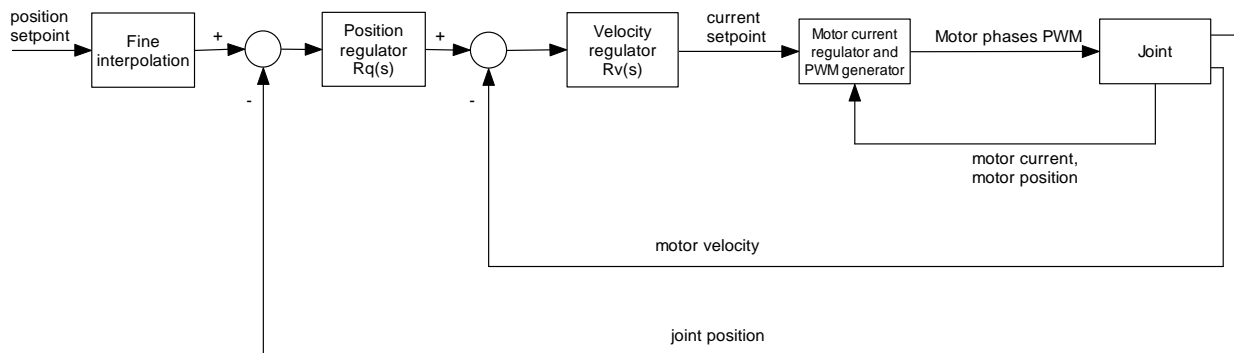 position
setpoint
Fine
interpolation
+
-
Position
regulator
Rq(s)
+
-
Velocity
regulator
Rv(s)
current
setpoint
Motor current
regulator and
PWM generator
Motor phases PWM
Joint
motor current,
motor position
motor velocity
joint position